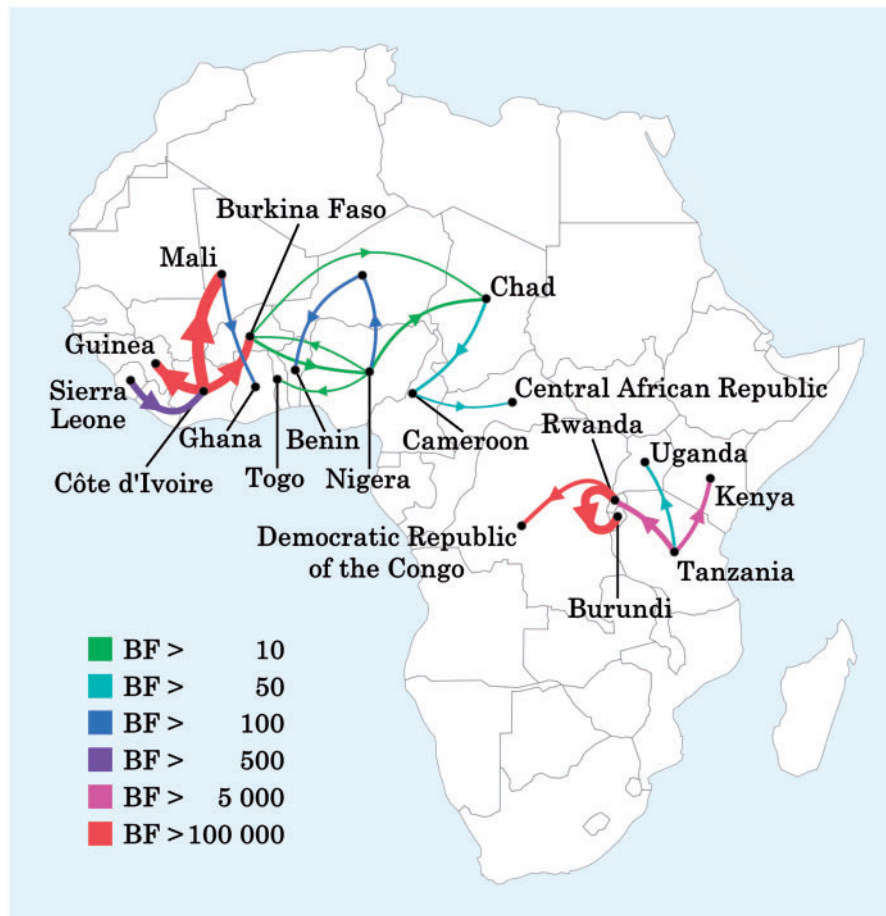 Burkina Faso
Mali
Chad
Guinea
Sierra
Leone
Central African Republic
Ghana
Benin
Cameroon
Rwanda
Côte d'Ivoire
Togo
Nigera
Uganda
Kenya
Democratic Republic
of the Congo
Tanzania
Burundi
BF > 10
BF > 50
BF > 100
BF > 500
BF > 5 000
BF > 100 000